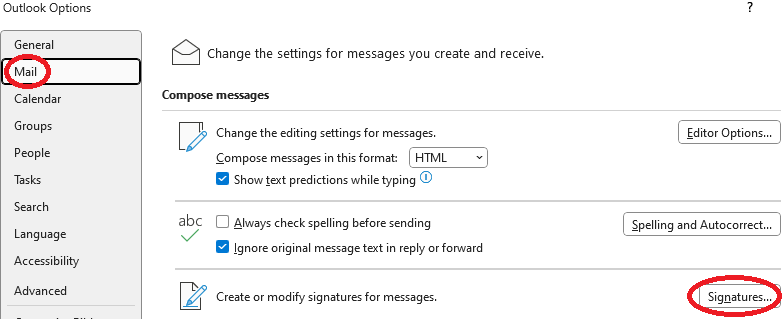 Outlook Options
?
General
Mail
Calendar
Groups
People
Tasks
Search
Language
Accessibility
Advanced
Change the settings for messages you create and receive.
Compose messages
Change the editing settings for messages.
Editor Options...
Compose messages in this format: HTML
Show text predictions while typing
abc
Always check spelling before sending
Spelling and Autocorrect...
Ignore original message text in reply or forward
Create or modify signatures for messages.
Signatures...